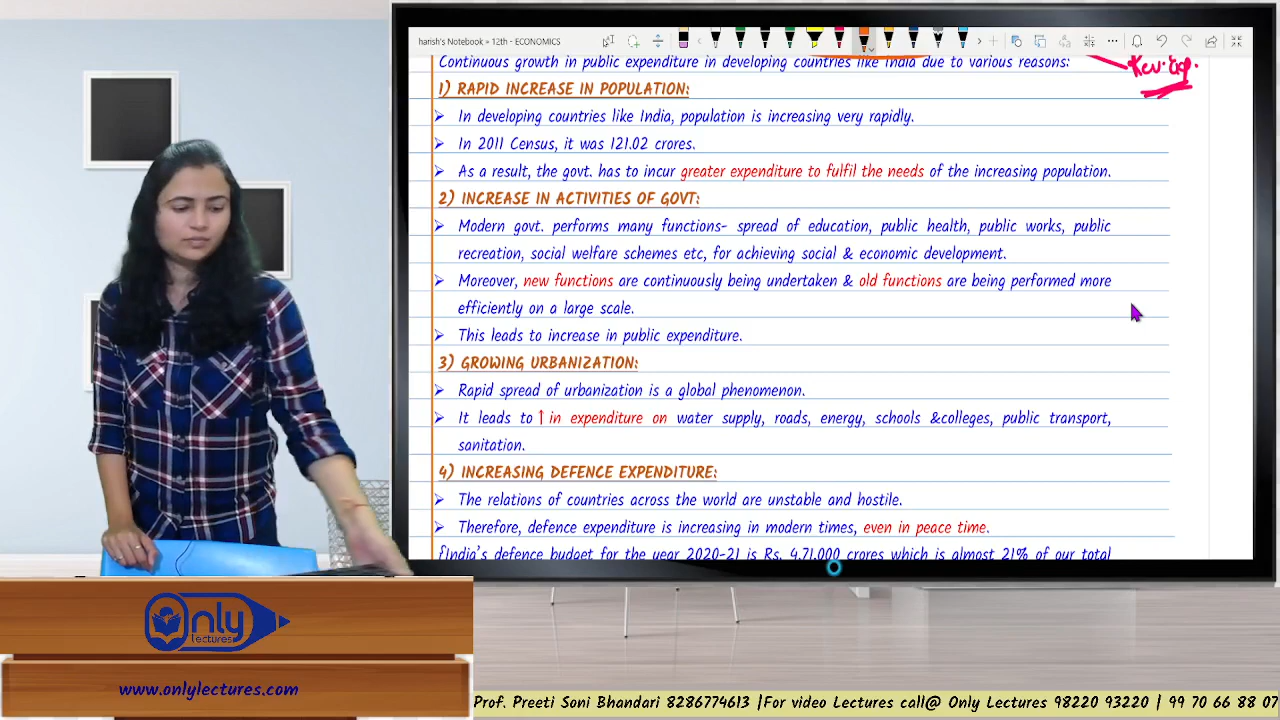 harish's Notebook » 12th - ECONOMICS
Continuous growth in public expenditure in developing countries like India due to various reasons:
1) RAPID INCREASE IN POPULATION:
➢ In developing countries like India, population is increasing very rapidly.
➢ In 2011 Census, it was 121.02 crores.
➢ As a result, the govt. has to incur greater expenditure to fulfil the needs of the increasing population.
2) INCREASE IN ACTIVITIES OF GOVT:
➢ Modern govt. performs many functions- spread of education, public health, public works, public
recreation, social welfare schemes etc, for achieving social & economic development.
➢ Moreover, new functions are continuously being undertaken & old functions are being performed more
efficiently on a large scale.
➢ This leads to increase in public expenditure.
3) GROWING URBANIZATION:
➢ Rapid spread of urbanization is a global phenomenon.
➢ It leads to ↑ in expenditure on water supply, roads, energy, schools &colleges, public transport,
sanitation.
4) INCREASING DEFENCE EXPENDITURE:
➢ The relations of countries across the world are unstable and hostile.
➢ Therefore, defence expenditure is increasing in modern times, even in peace time.
[India's defence budget for the year 2020-21 is Rs. 4,71,000 crores which is almost 21% of our total
Only
lectures
www.onlylectures.com
Prof. Preeti Soni Bhandari 8286774613 |For video Lectures call@ Only Lectures 98220 93220 | 99 70 66 88 07